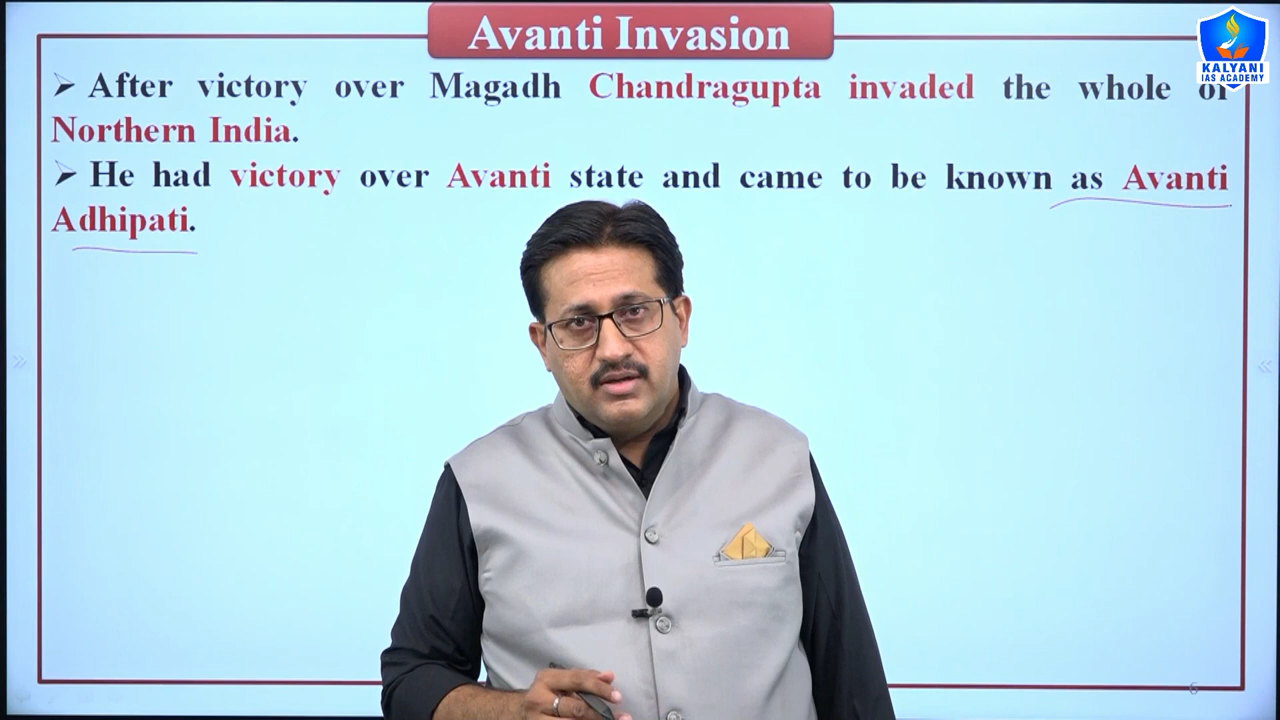 Avanti Invasion
KALYANI
IAS ACADEMY
➢ After victory over Magadh Chandragupta invaded the whole of
Northern India.
➢ He had victory over Avanti state and came to be known as Avanti
Adhipati.
6